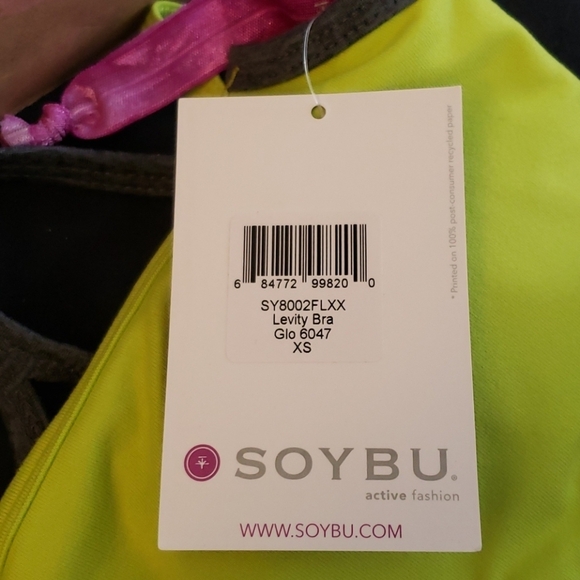 * Printed on 100% post-consumer recycled paper
6 84772 99820 0
SY8002FLXX
Levity Bra
Glo 6047
XS
SOYBU®
active fashion
WWW.SOYBU.COM